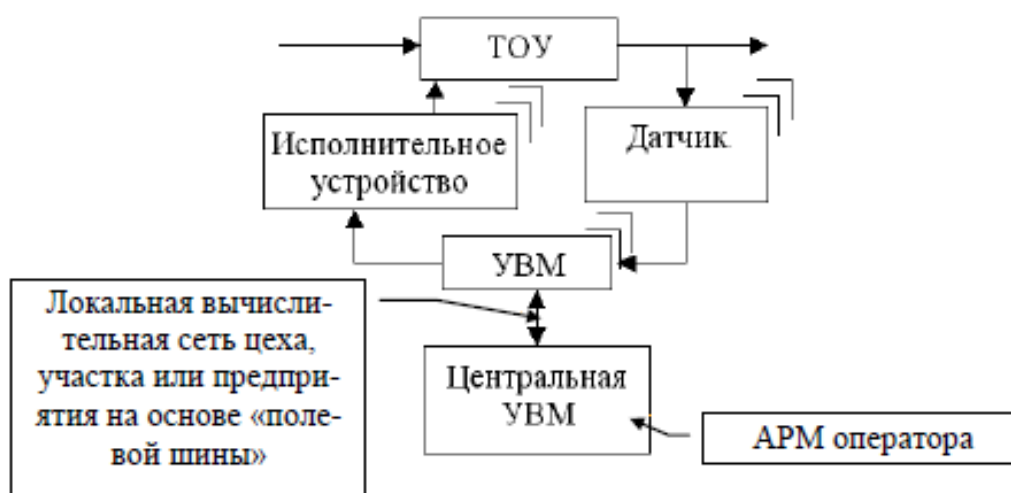 ТОУ
Исполнительное
устройство
Датчик
УВМ
Локальная вычисли-
тельная сеть цеха,
участка или предпри-
ятия на основе «поле-
вой шины»
Центральная
УВМ
АРМ оператора